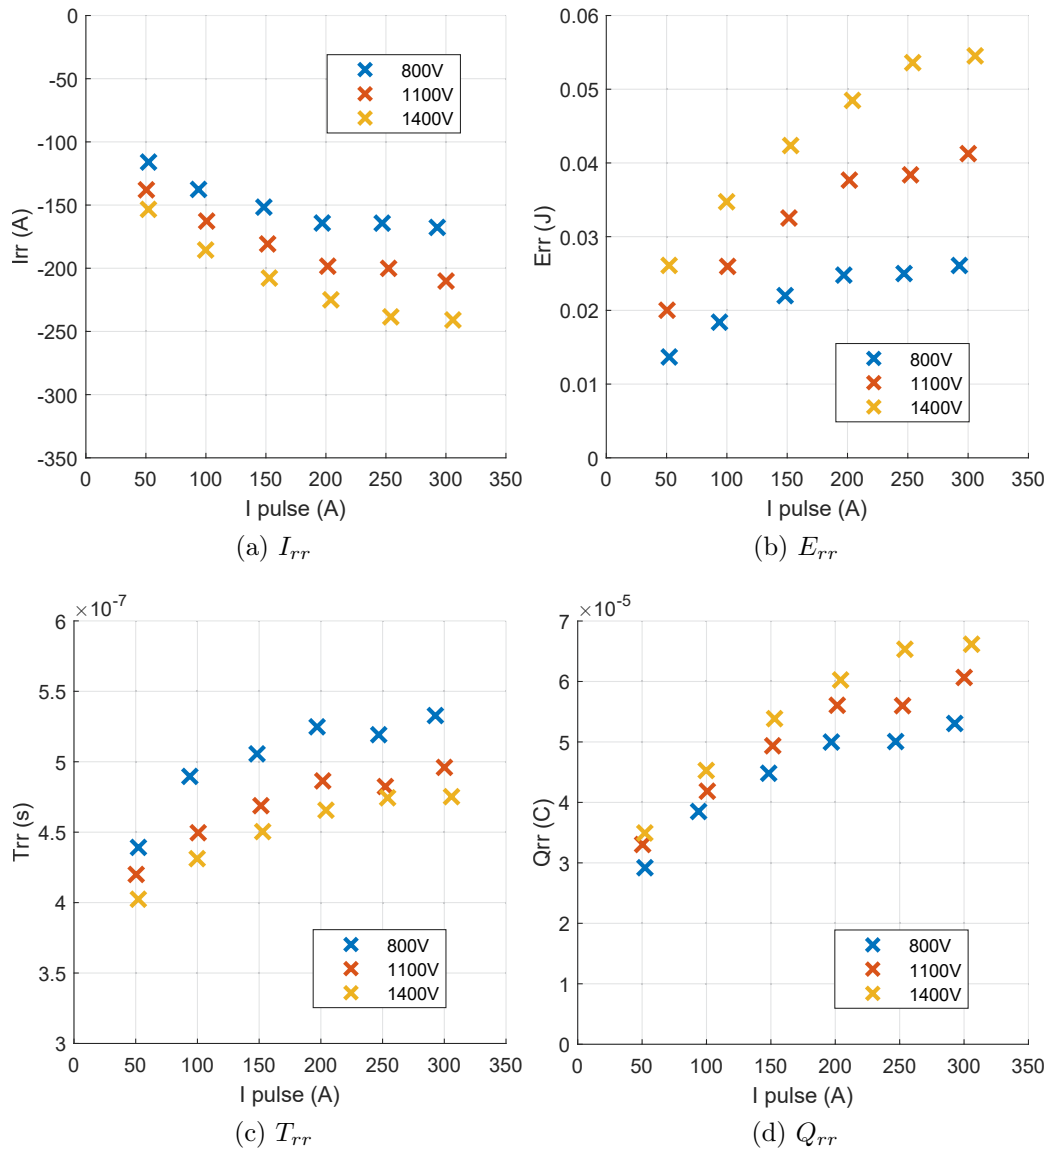 0
-50
-100
-150
-200
-250
-300
-350
Irr (A)
800V
1100V
1400V
0 50 100 150 200 250 300 350
I pulse (A)
(a) Irr
0.06
0.05
0.04
0.03
0.02
0.01
0
Err (J)
800V
1100V
1400V
0 50 100 150 200 250 300 350
I pulse (A)
(b) Err
×10-7
6
5.5
5
4.5
4
3.5
3
Trr (s)
800V
1100V
1400V
0 50 100 150 200 250 300 350
I pulse (A)
(c) Trr
×10-5
7
6
5
4
3
2
1
0
Qrr (C)
800V
1100V
1400V
0 50 100 150 200 250 300 350
I pulse (A)
(d) Qrr